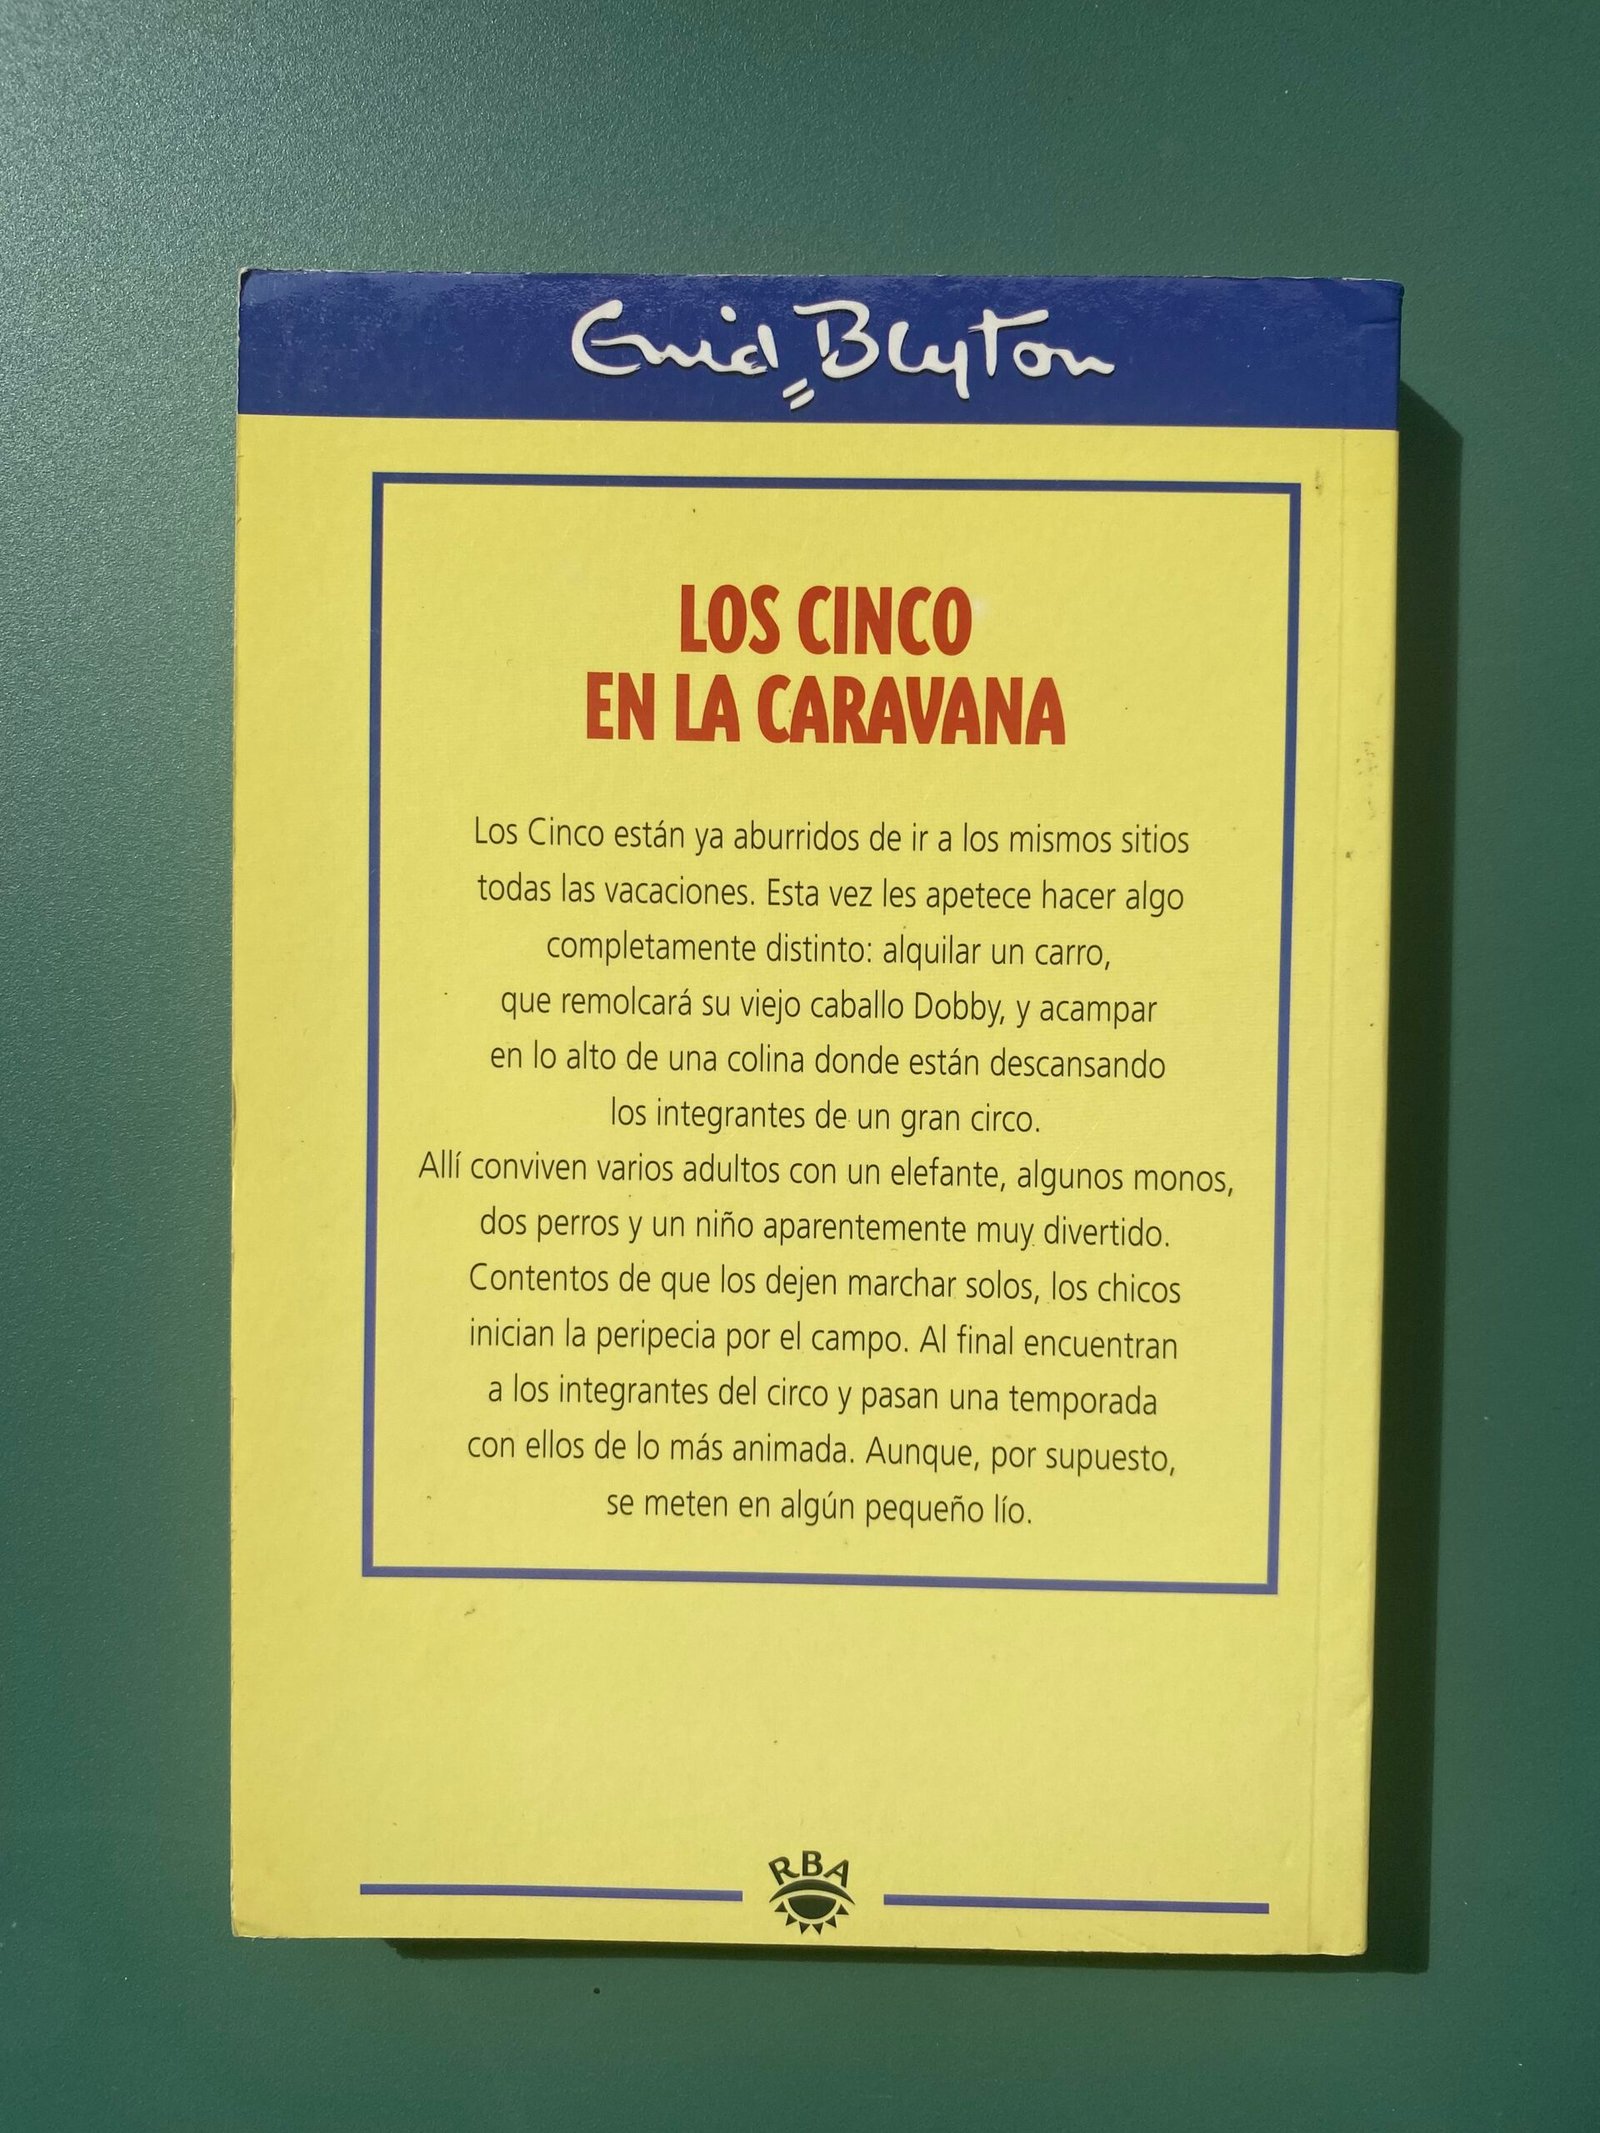 Enid Blyton
LOS CINCO
EN LA CARAVANA
Los Cinco están ya aburridos de ir a los mismos sitios
todas las vacaciones. Esta vez les apetece hacer algo
completamente distinto: alquilar un carro,
que remolcará su viejo caballo Dobby, y acampar
en lo alto de una colina donde están descansando
los integrantes de un gran circo.
Allí conviven varios adultos con un elefante, algunos monos,
dos perros y un niño aparentemente muy divertido.
Contentos de que los dejen marchar solos, los chicos
inician la peripecia por el campo. Al final encuentran
a los integrantes del circo y pasan una temporada
con ellos de lo más animada. Aunque, por supuesto,
se meten en algún pequeño lío.
RBA